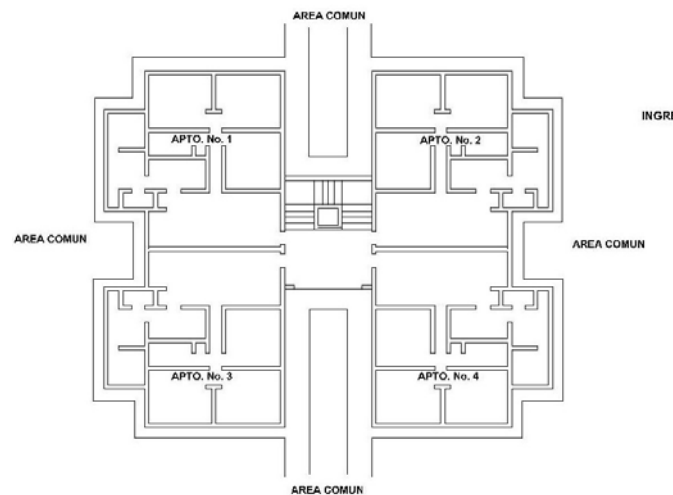 AREA COMUN
INGRE
APTO. No. 1
APTO. No. 2
AREA COMUN
AREA COMUN
APTO. No. 3
APTO. No. 4
AREA COMUN